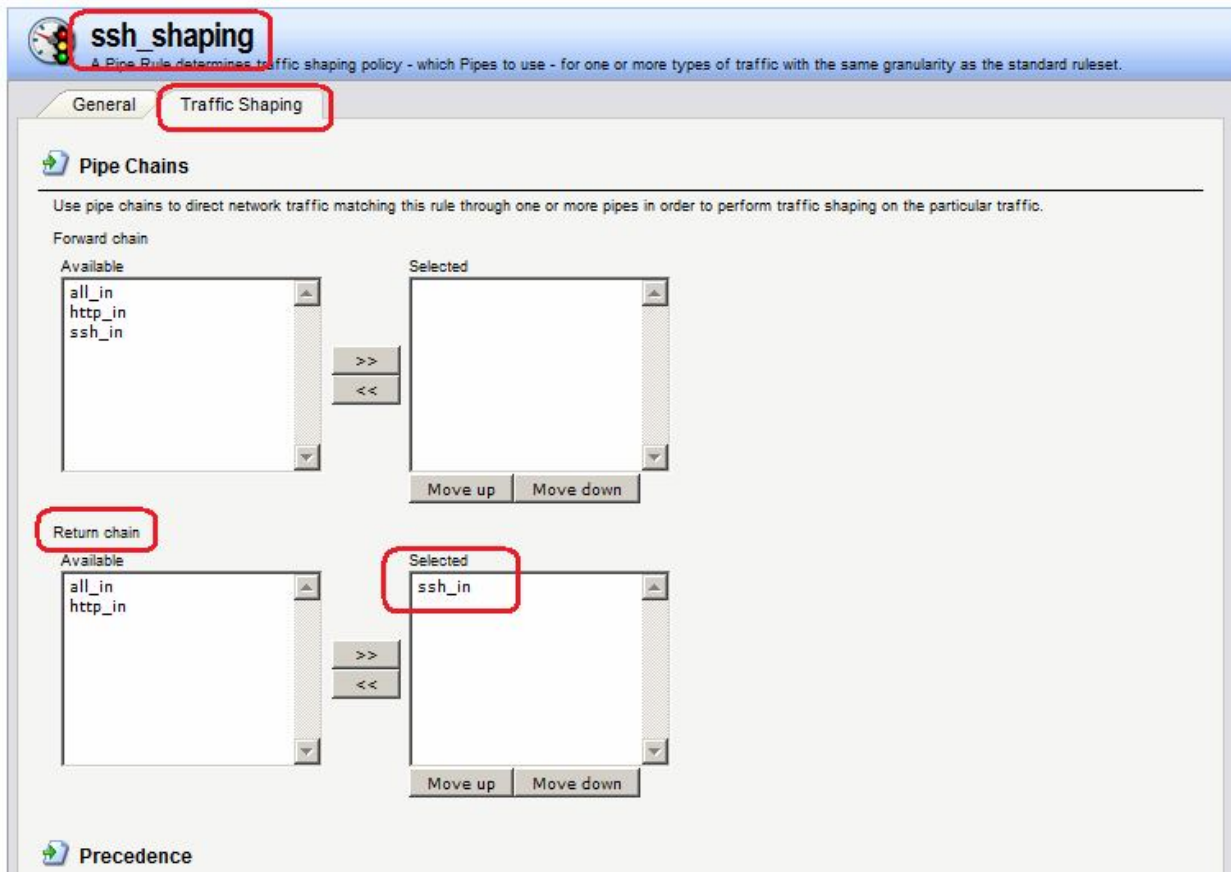 ssh_shaping
A Pipe Rule determines traffic shaping policy - which Pipes to use - for one or more types of traffic with the same granularity as the standard ruleset.
General Traffic Shaping
Pipe Chains
Use pipe chains to direct network traffic matching this rule through one or more pipes in order to perform traffic shaping on the particular traffic.
Forward chain
Available Selected
all_in
http_in
ssh_in
>>
<<
Move up Move down
Return chain
Available Selected
all_in ssh_in
http_in
>>
<<
Move up Move down
Precedence